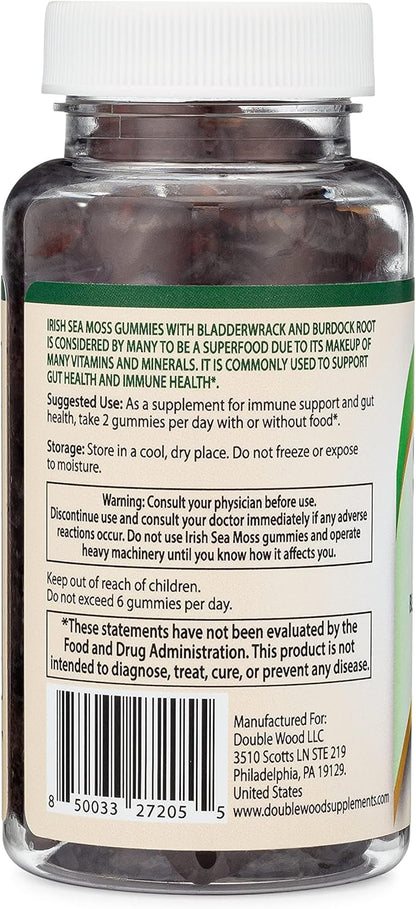 IRISH SEA MOSS GUMMIES WITH BLADDERWRACK AND BURDOCK ROOT
IS CONSIDERED BY MANY TO BE A SUPERFOOD DUE TO ITS MAKEUP OF
MANY VITAMINS AND MINERALS. IT IS COMMONLY USED TO SUPPORT
GUT HEALTH AND IMMUNE HEALTH*.
Suggested Use: As a supplement for immune support and gut
health, take 2 gummies per day with or without food*.
Storage: Store in a cool, dry place. Do not freeze or expose
to moisture.
Warning: Consult your physician before use.
Discontinue use and consult your doctor immediately if any adverse
reactions occur. Do not use Irish Sea Moss gummies and operate
heavy machinery until you know how it affects you.
Keep out of reach of children.
Do not exceed 6 gummies per day.
*These statements have not been evaluated by the
Food and Drug Administration. This product is not
intended to diagnose, treat, cure, or prevent any disease.
8 50033 27205 5
Manufactured For:
Double Wood LLC
3510 Scotts LN STE 219
Philadelphia, PA 19129.
United States
www.doublewoodsupplements.com